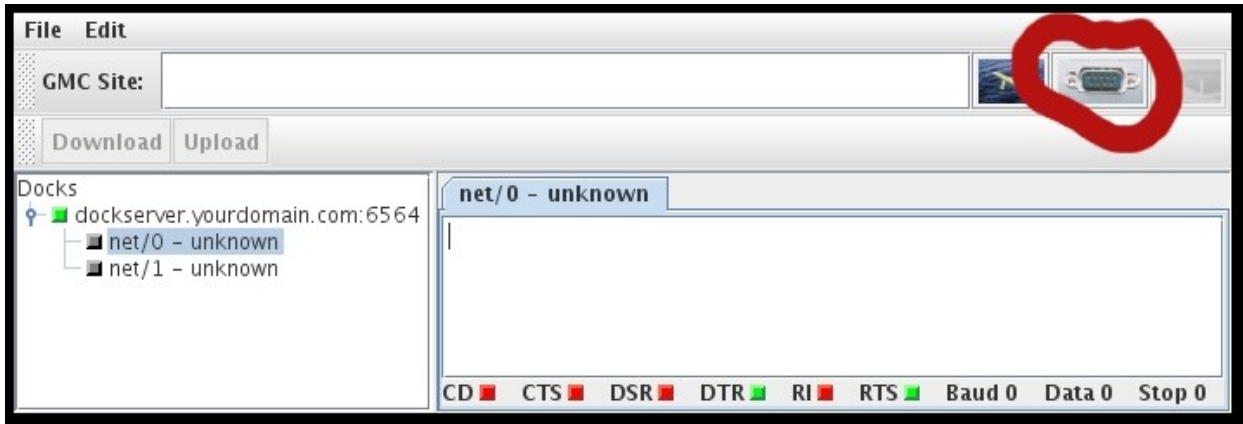 File Edit
GMC Site:
Download Upload
Docks
dockserver.yourdomain.com:6564
net/0 - unknown
net/1 - unknown
net/0 - unknown
CD CTS DSR DTR RI RTS Baud 0 Data 0 Stop 0